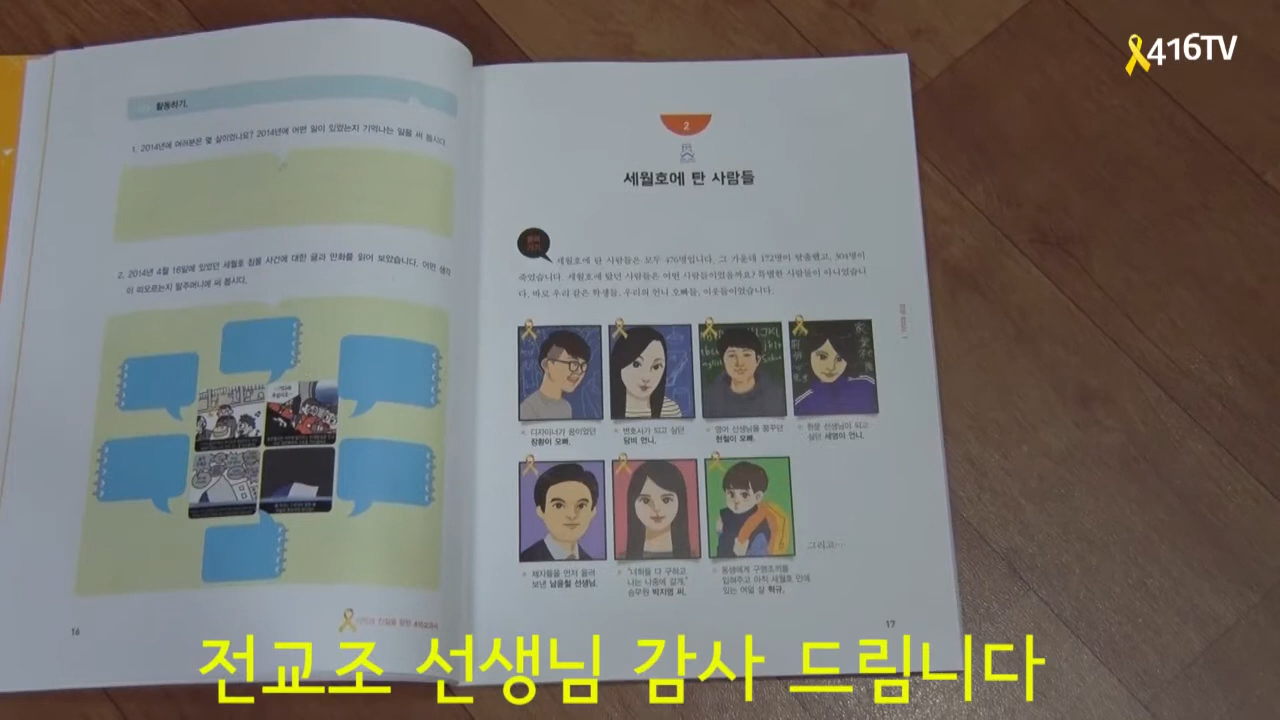 416TV
활동하기.
1. 2014년에 여러분은 몇 살이었나요? 2014년에 어떤 일이 있었는지 기억나는 일을 써 봅시다.
2. 2014년 4월 16일에 있었던 세월호 침몰 사건에 대한 글과 만화를 읽어 보았습니다. 어떤 생각
이 떠오르는지 말주머니에 써 봅시다.
16
2
세월호에 탄 사람들
세월호에 탄 사람들은 모두 476명입니다. 그 가운데 172명이 탈출했고, 304명이
죽었습니다. 세월호에 탔던 사람들은 어떤 사람들이었을까요? 특별한 사람들이 아니었습니
다. 바로 우리 같은 학생들, 우리의 언니 오빠들, 이웃들이었습니다.
디자이너가 꿈이었던
장환이 오빠.
변호사가 되고 싶던
담비 언니.
영어 선생님을 꿈꾸던
현철이 오빠.
한문 선생님이 되고
싶던 세영이 언니.
제자들을 먼저 올려
보낸 남윤철 선생님.
"너희들 다 구하고
나는 나중에 갈게."
승무원 박지영 씨.
동생에게 구명조끼를
입혀주고 아직 세월호 안에
있는 여덟 살 혁규.
그리고…
17
전교조 선생님 감사 드림니다